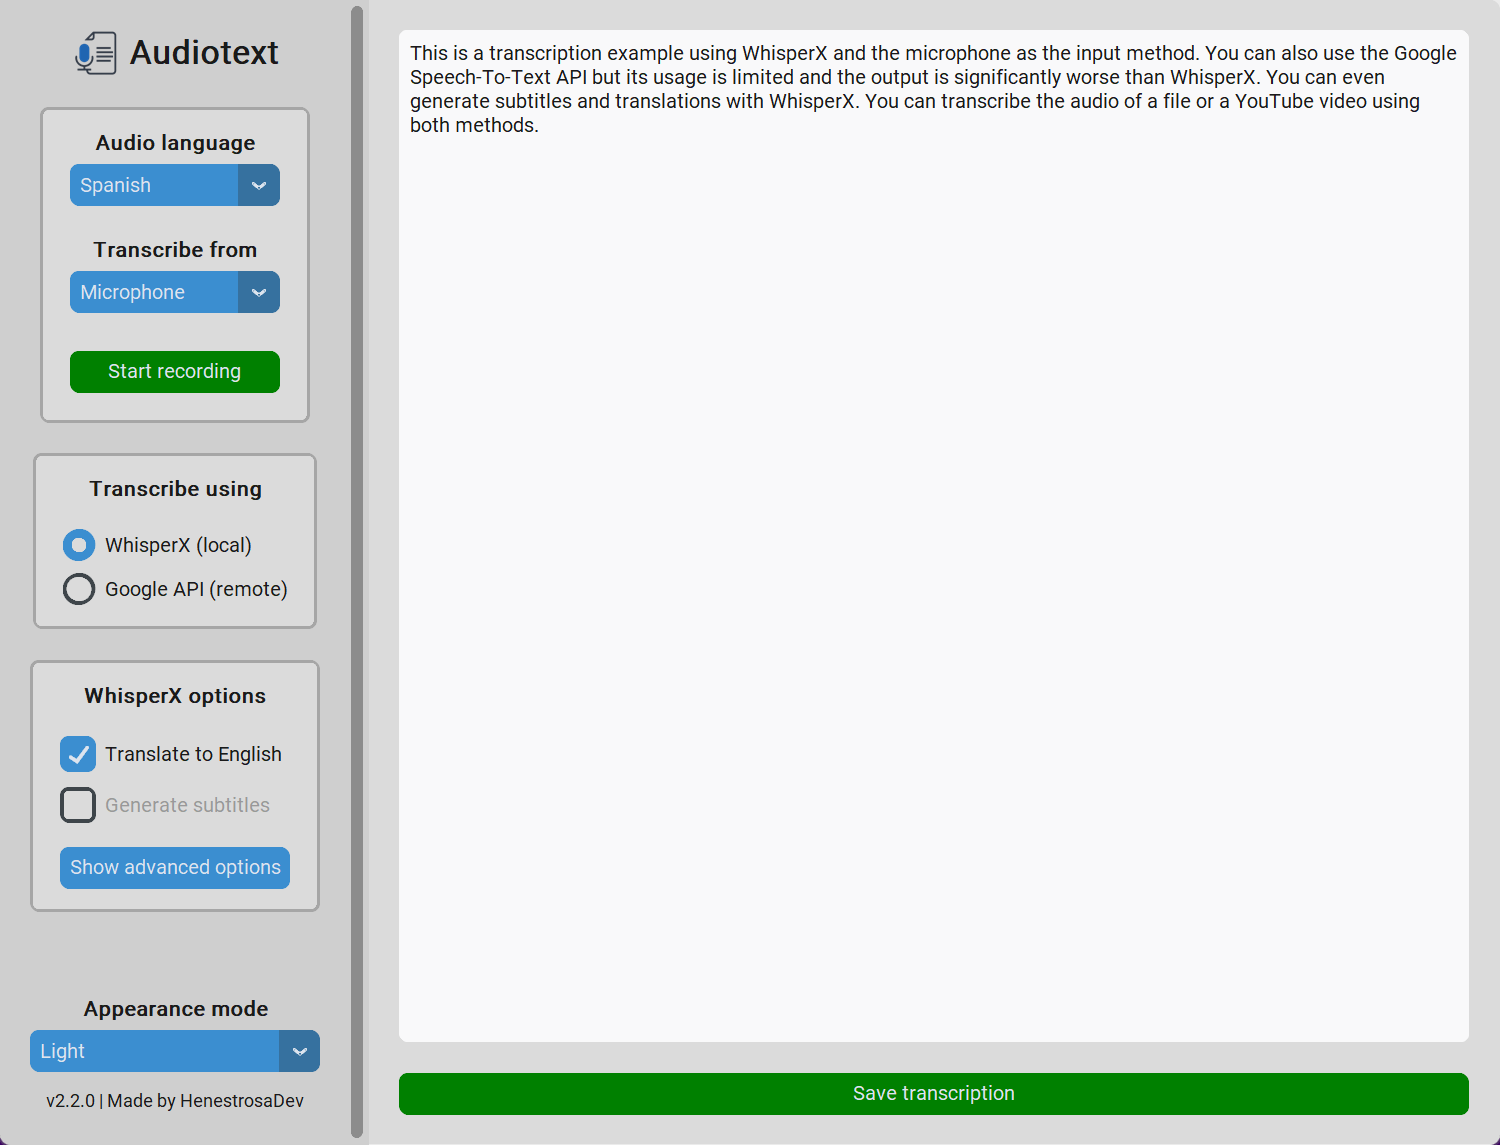 Audiotext
Audio language
Spanish
Transcribe from
Microphone
Start recording
Transcribe using
WhisperX (local)
Google API (remote)
WhisperX options
Translate to English
Generate subtitles
Show advanced options
Appearance mode
Light
v2.2.0 | Made by HenestrosaDev
This is a transcription example using WhisperX and the microphone as the input method. You can also use the Google
Speech-To-Text API but its usage is limited and the output is significantly worse than WhisperX. You can even
generate subtitles and translations with WhisperX. You can transcribe the audio of a file or a YouTube video using
both methods.
Save transcription